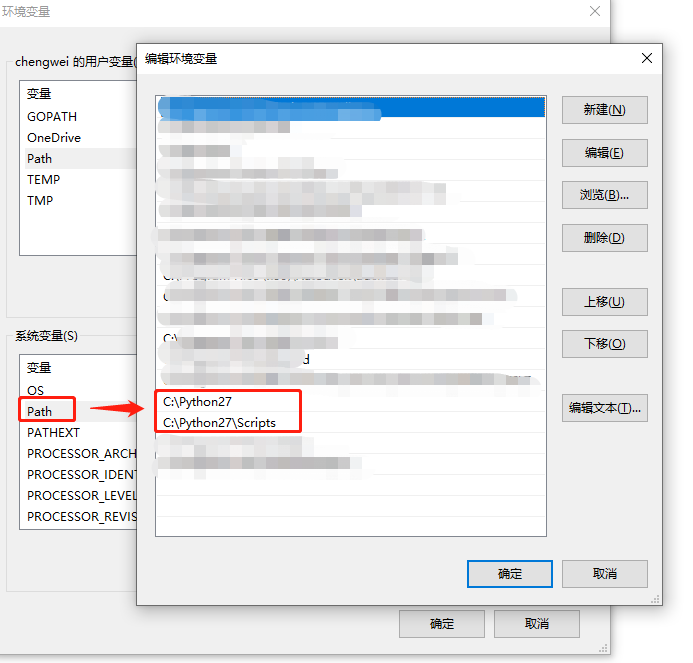 环境变量
编辑环境变量
chengwei 的用户变量(
变量
GOPATH
OneDrive
Path
TEMP
TMP
新建(N)
编辑(E)
浏览(B)...
删除(D)
上移(U)
下移(O)
编辑文本(T)...
系统变量(S)
变量
OS
Path
PATHEXT
PROCESSOR_ARCH
PROCESSOR_IDENT
PROCESSOR_LEVEL
PROCESSOR_REVIS
C:\Python27
C:\Python27\Scripts
确定
取消
确定
取消